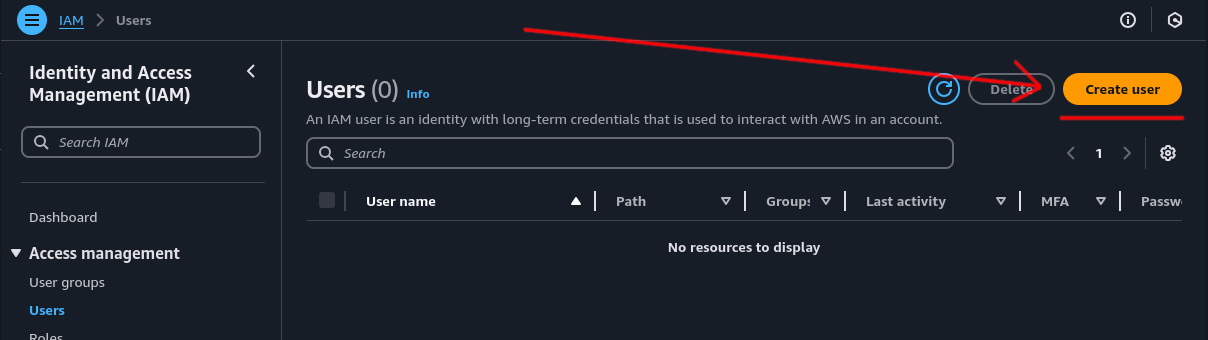 IAM > Users
Identity and Access
Management (IAM)
Search IAM
Dashboard
Access management
User groups
Users
Roles
Users (0) Info
Delete
Create user
An IAM user is an identity with long-term credentials that is used to interact with AWS in an account.
Search
1
User name Path Groups Last activity MFA Passw
No resources to display